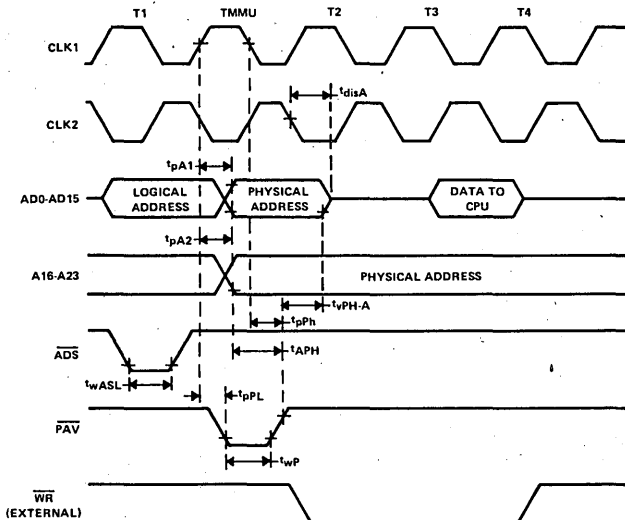 T1 TMMU T2 T3 T4
CLK1
tdisA
CLK2
tpA1
AD0-AD15 LOGICAL ADDRESS PHYSICAL ADDRESS DATA TO CPU
tpA2
A16-A23 PHYSICAL ADDRESS
tvPH-A
tpPh
ADS
tAPH
twASL
tpPL
PAV
twP
WR
(EXTERNAL)